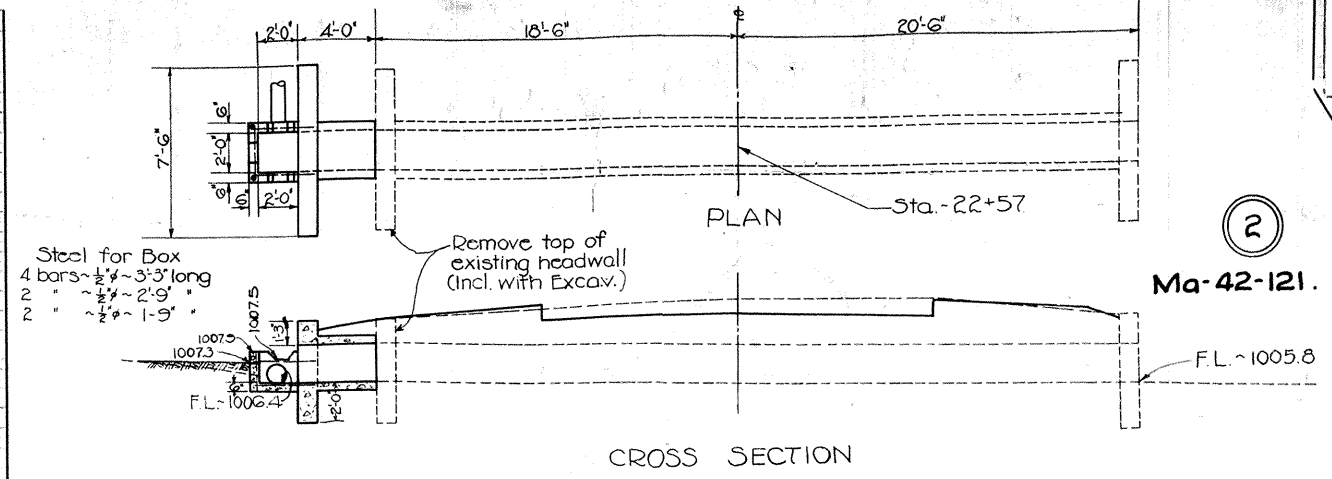 2'-0" 4'-0" 18'-6" 20'-6"
7'-6"
6"
2'-0"
6"
6" 2'-0"
PLAN
Sta.-22+57
2
Ma-42-121.
Steel for Box
4 bars~½"ø~3'-3" long
2 " ~½"ø~2'-9" "
2 " ~½"ø~1-9" "
Remove top of
existing headwall
(Incl. with Excav.)
1007.5
1'-3"
1007.3
6"
F.L.~1006.4
2'-0"
F.L.~1005.8
CROSS SECTION